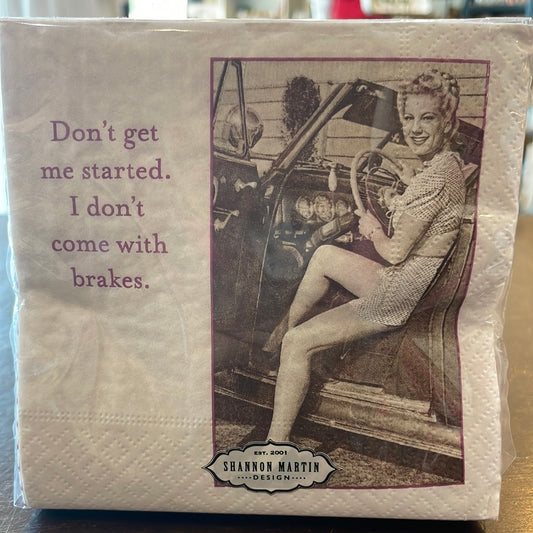 Don't get
me started.
I don't
come with
brakes.
EST. 2001
SHANNON MARTIN
DESIGN